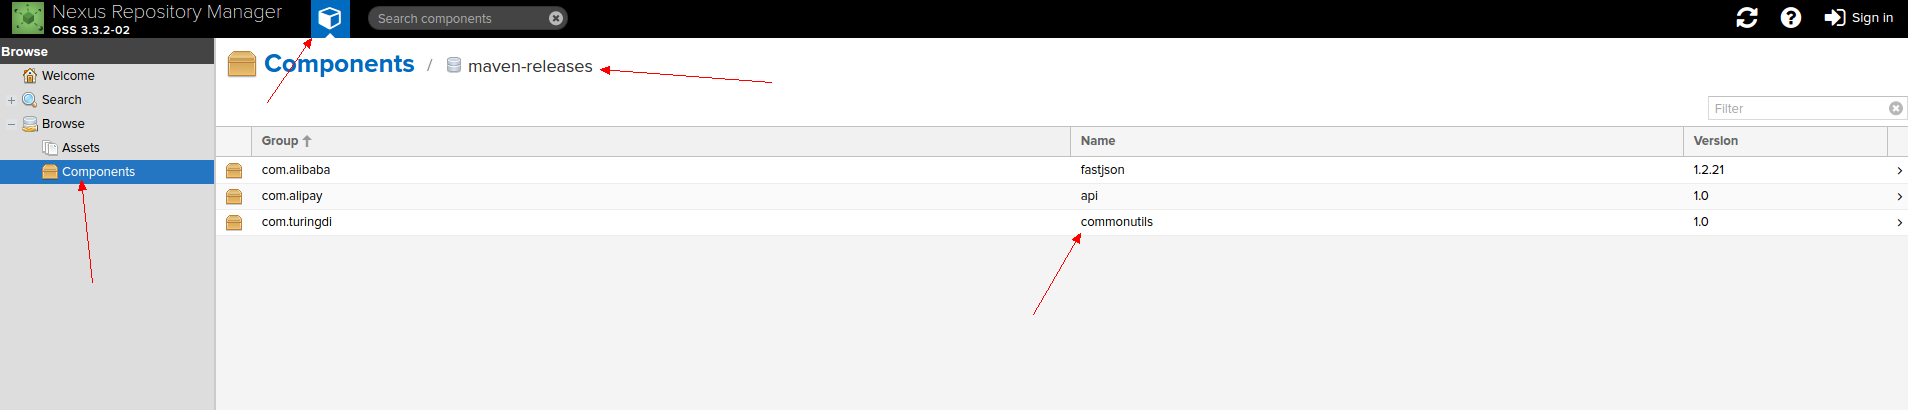 Nexus Repository Manager
OSS 3.3.2-02
Search components
Sign in
Browse
Welcome
Search
Browse
Assets
Components
Components / maven-releases
Filter
Group Name Version
com.alibaba fastjson 1.2.21
com.alipay api 1.0
com.turingdi commonutils 1.0